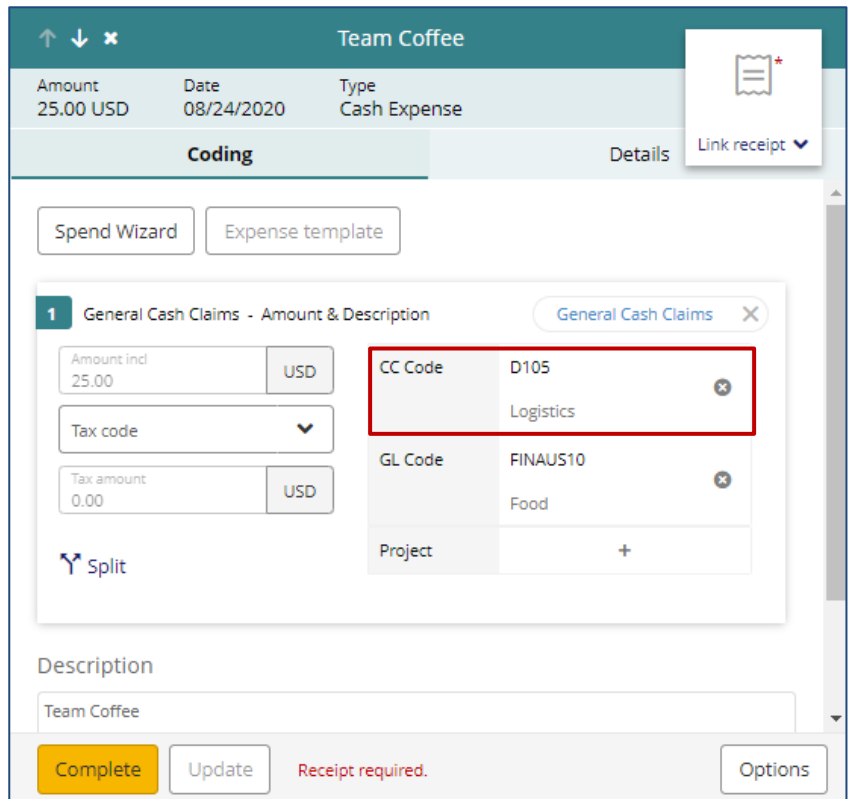 Team Coffee
Amount Date Type
25.00 USD 08/24/2020 Cash Expense
*
Link receipt
Coding Details
Spend Wizard Expense template
1 General Cash Claims - Amount & Description General Cash Claims
Amount incl
25.00 USD
CC Code D105
Logistics
Tax code
GL Code FINAUS10
Food
Tax amount
0.00 USD
Project +
Split
Description
Team Coffee
Complete Update Receipt required. Options